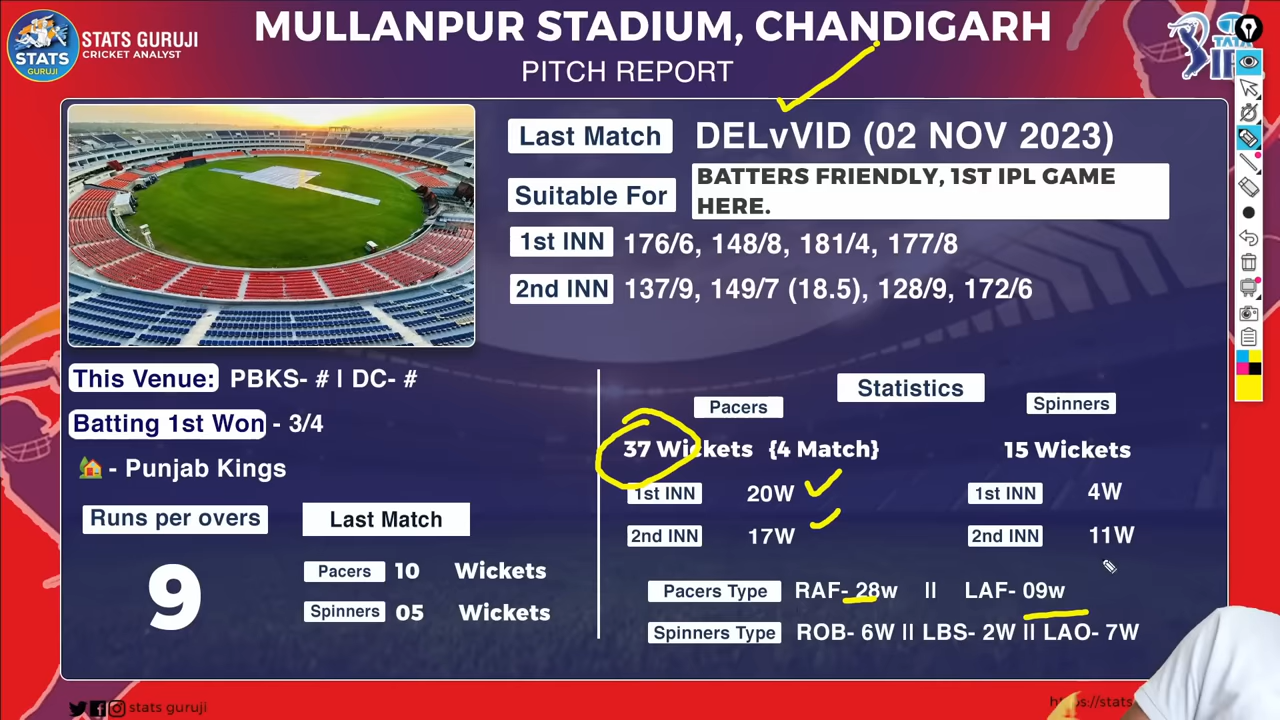 MULLANPUR STADIUM, CHANDIGARH
PITCH REPORT
STATS GURUJI
CRICKET ANALYST
STATS
GURUJI
TATA
Last Match DELvVID (02 NOV 2023)
Suitable For BATTERS FRIENDLY, 1ST IPL GAME
HERE.
1st INN 176/6, 148/8, 181/4, 177/8
2nd INN 137/9, 149/7 (18.5), 128/9, 172/6
This Venue: PBKS- # I DC- #
Batting 1st Won - 3/4
- Punjab Kings
Runs per overs Last Match
9
Pacers 10 Wickets
Spinners 05 Wickets
Statistics
Pacers Spinners
37 Wickets {4 Match} 15 Wickets
1st INN 20W 1st INN 4W
2nd INN 17W 2nd INN 11W
Pacers Type RAF- 28w II LAF- 09w
Spinners Type ROB- 6W II LBS- 2W II LAO- 7W
stats guruji